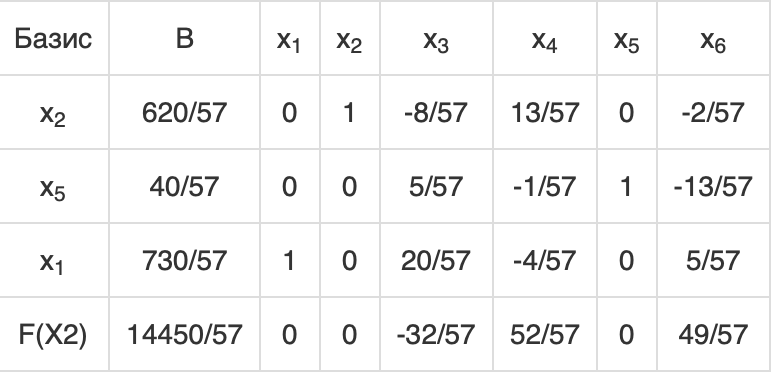 Базис B x₁ x₂ x₃ x₄ x₅ x₆
x₂ 620/57 0 1 -8/57 13/57 0 -2/57
x₅ 40/57 0 0 5/57 -1/57 1 -13/57
x₁ 730/57 1 0 20/57 -4/57 0 5/57
F(X2) 14450/57 0 0 -32/57 52/57 0 49/57